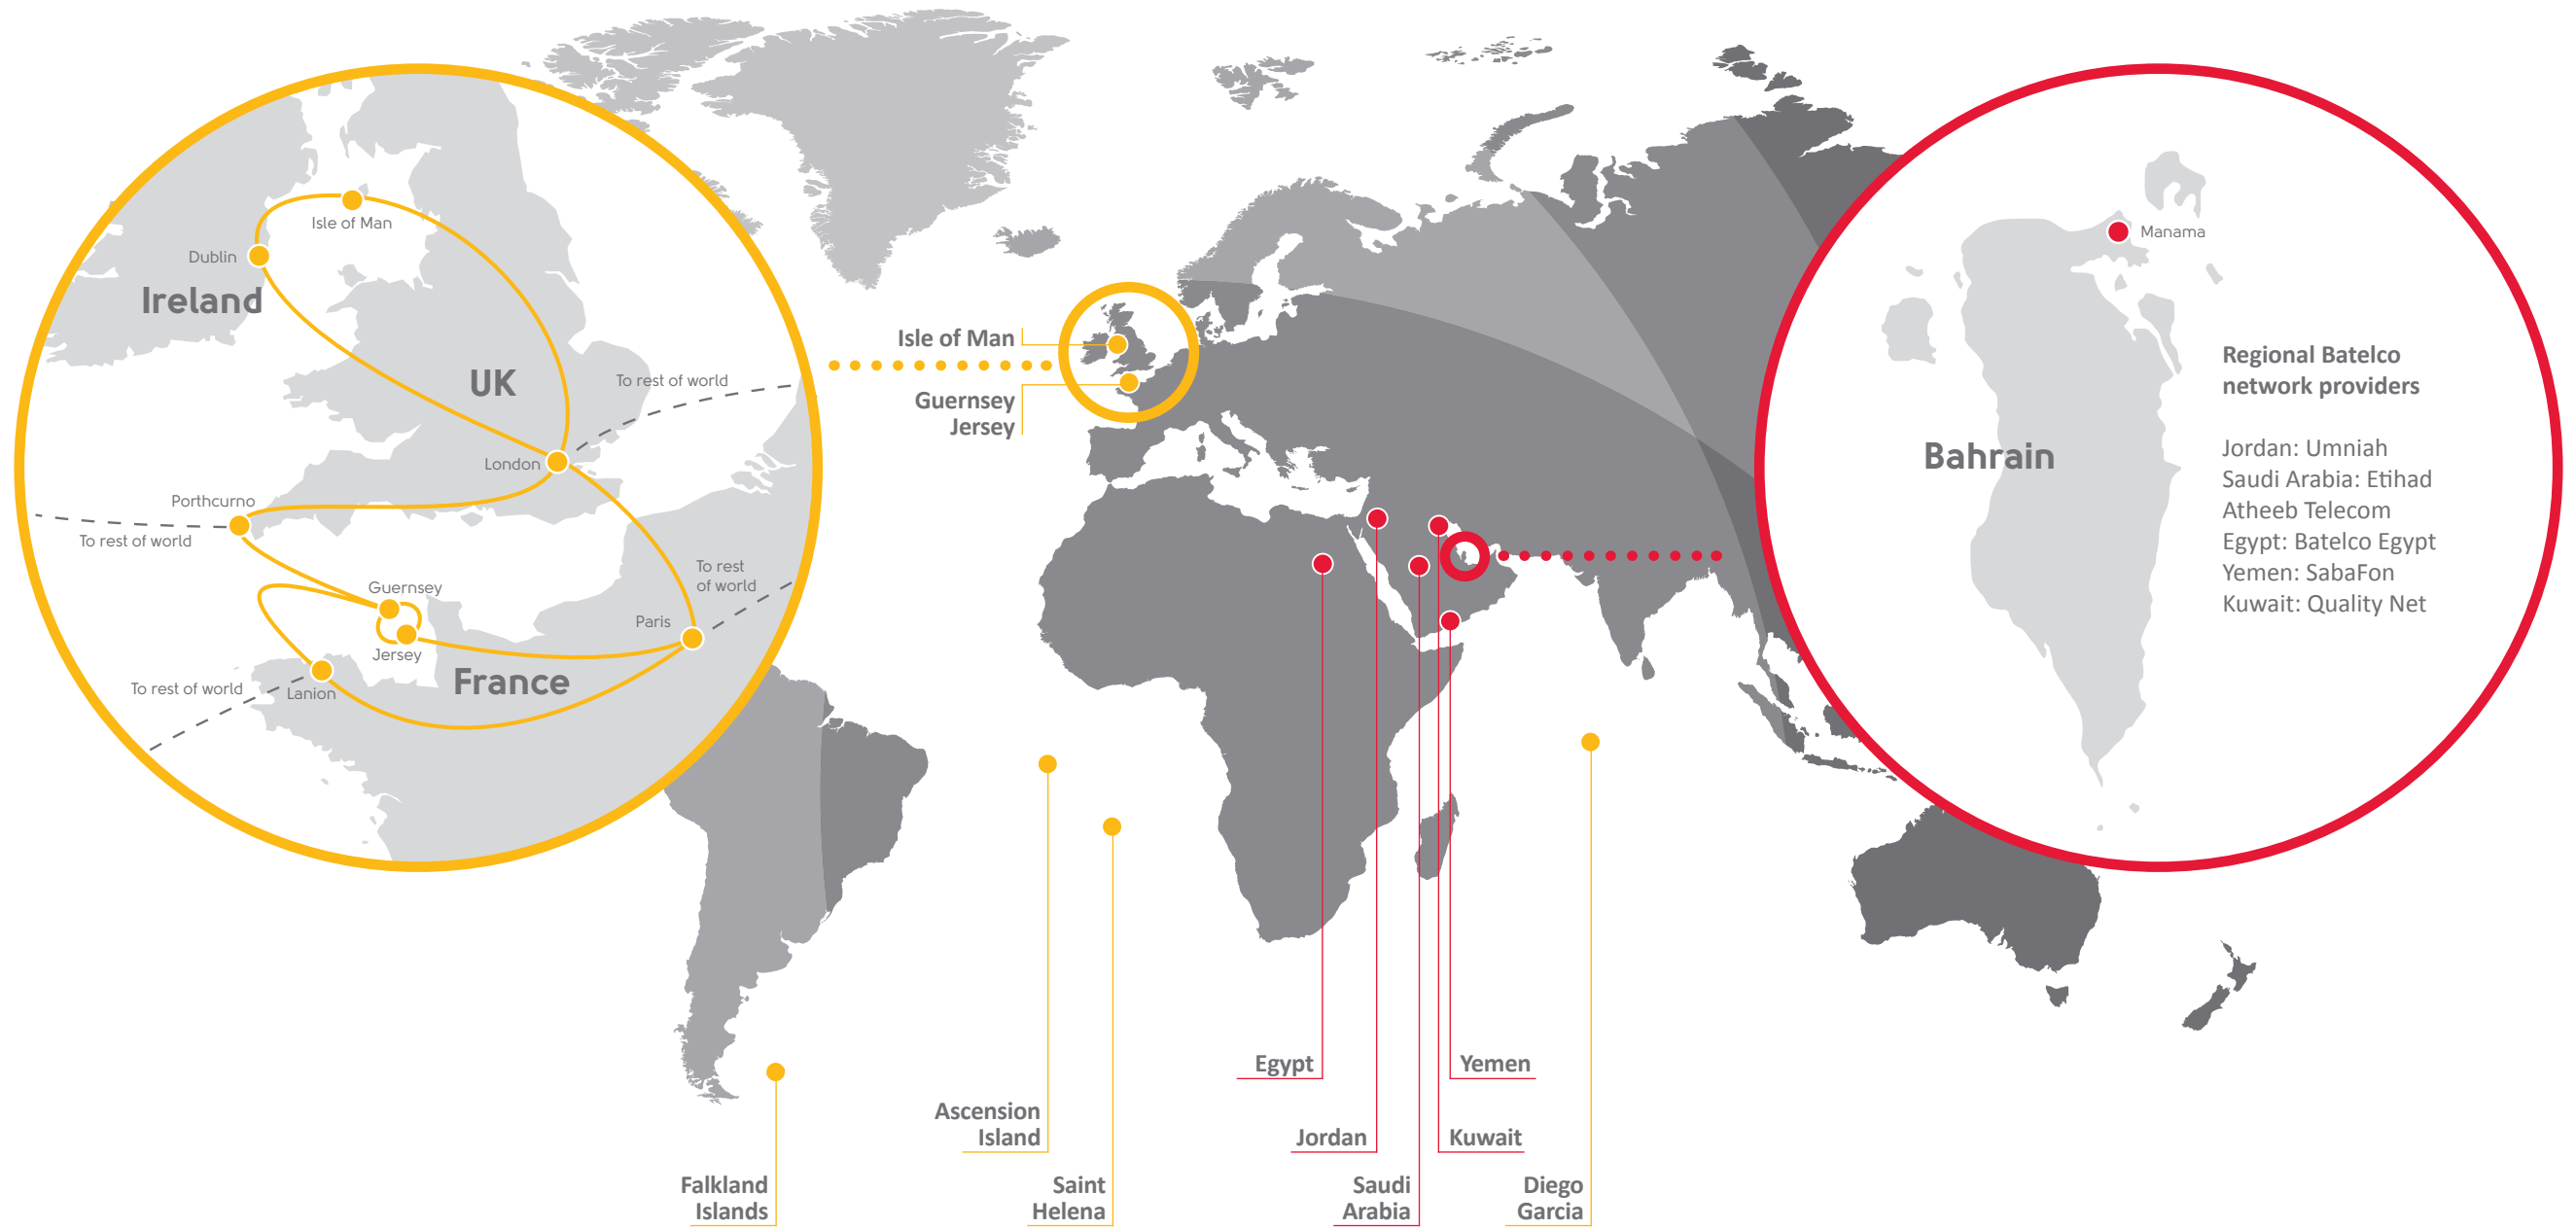 Isle of Man
Dublin
Ireland
UK
To rest of world
London
Porthcurno
To rest of world
Guernsey
To rest
of world
Paris
Jersey
France
To rest of world
Lanion
Isle of Man
Guernsey
Jersey
Manama
Regional Batelco
network providers
Bahrain
Jordan: Umniah
Saudi Arabia: Etihad
Atheeb Telecom
Egypt: Batelco Egypt
Yemen: SabaFon
Kuwait: Quality Net
Egypt
Yemen
Ascension
Island
Jordan
Kuwait
Falkland
Islands
Saint
Helena
Saudi
Arabia
Diego
Garcia